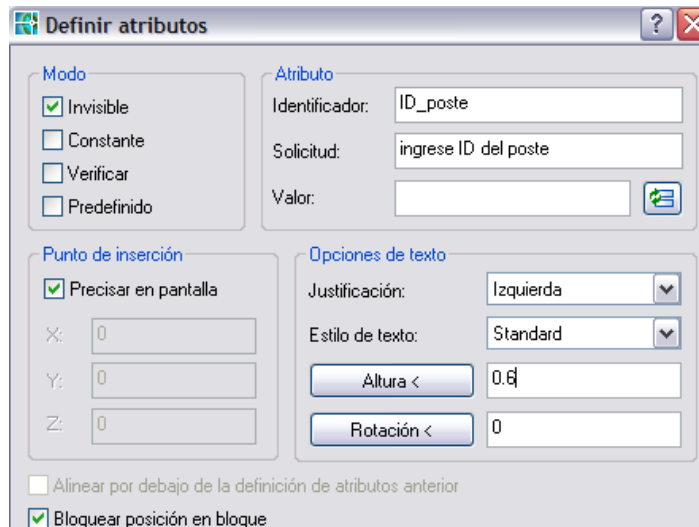 Definir atributos
Modo
Invisible
Constante
Verificar
Predefinido
Atributo
Identificador: ID_poste
Solicitud: ingrese ID del poste
Valor:
Punto de inserción
Precisar en pantalla
X: 0
Y: 0
Z: 0
Opciones de texto
Justificación: Izquierda
Estilo de texto: Standard
Altura < 0.6
Rotación < 0
Alinear por debajo de la definición de atributos anterior
Bloquear posición en bloque